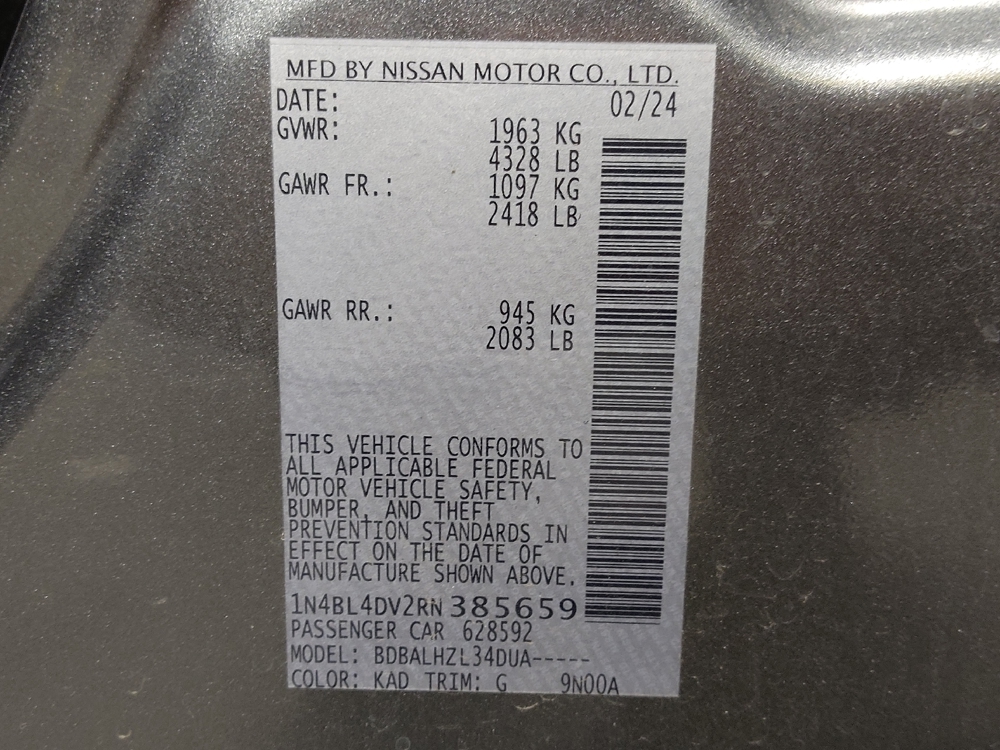 MFD BY NISSAN MOTOR CO., LTD.
DATE: 02/24
GVWR: 1963 KG
4328 LB
GAWR FR.: 1097 KG
2418 LB
GAWR RR.: 945 KG
2083 LB
THIS VEHICLE CONFORMS TO
ALL APPLICABLE FEDERAL
MOTOR VEHICLE SAFETY,
BUMPER, AND THEFT
PREVENTION STANDARDS IN
EFFECT ON THE DATE OF
MANUFACTURE SHOWN ABOVE.
1N4BL4DV2RN385659
PASSENGER CAR 628592
MODEL: BDBALHZL34DUA-----
COLOR: KAD TRIM: G 9N00A